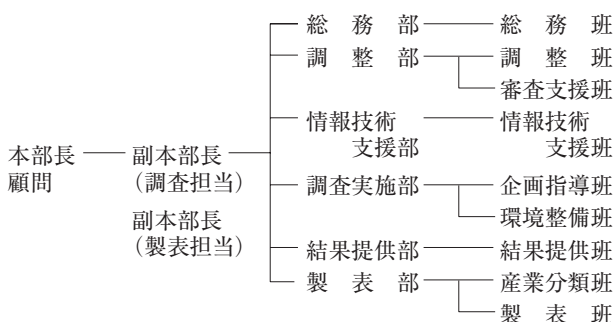 総務部 総務班
調整部 調整班
審査支援班
情報技術 情報技術
支援部 支援班
本部長 副本部長
顧問 （調査担当） 調査実施部 企画指導班
副本部長 環境整備班
（製表担当）
結果提供部 結果提供班
製表部 産業分類班
製表班